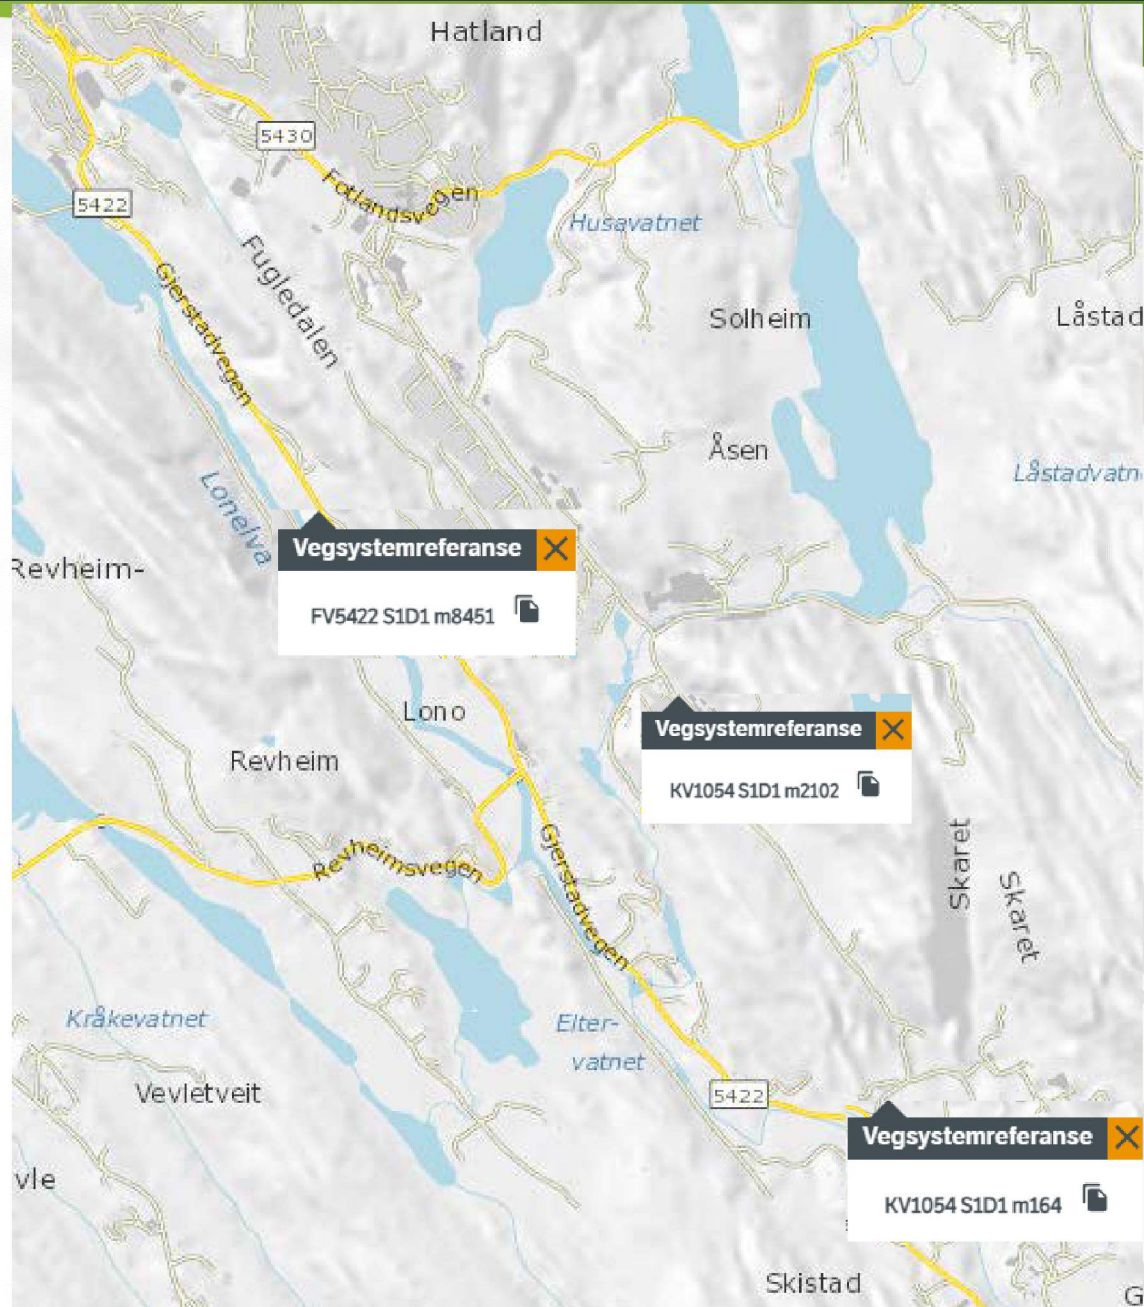 Hatland
5430
Fotlandsvegen
5422
Husavatnet
Gjerstadvegen
Fugledalen
Solheim
Låstad
Åsen
Låstadvatn
Lonelva
Revheim-
Vegsystemreferanse
FV5422 S1D1 m8451
Lono
Vegsystemreferanse
KV1054 S1D1 m2102
Revheim
Revheimsvegen
Gjerstadvegen
Skaret
Skaret
Kråkevatnet
Elter-
vatnet
Vevletveit
5422
Vegsystemreferanse
KV1054 S1D1 m164
vle
Skistad
G